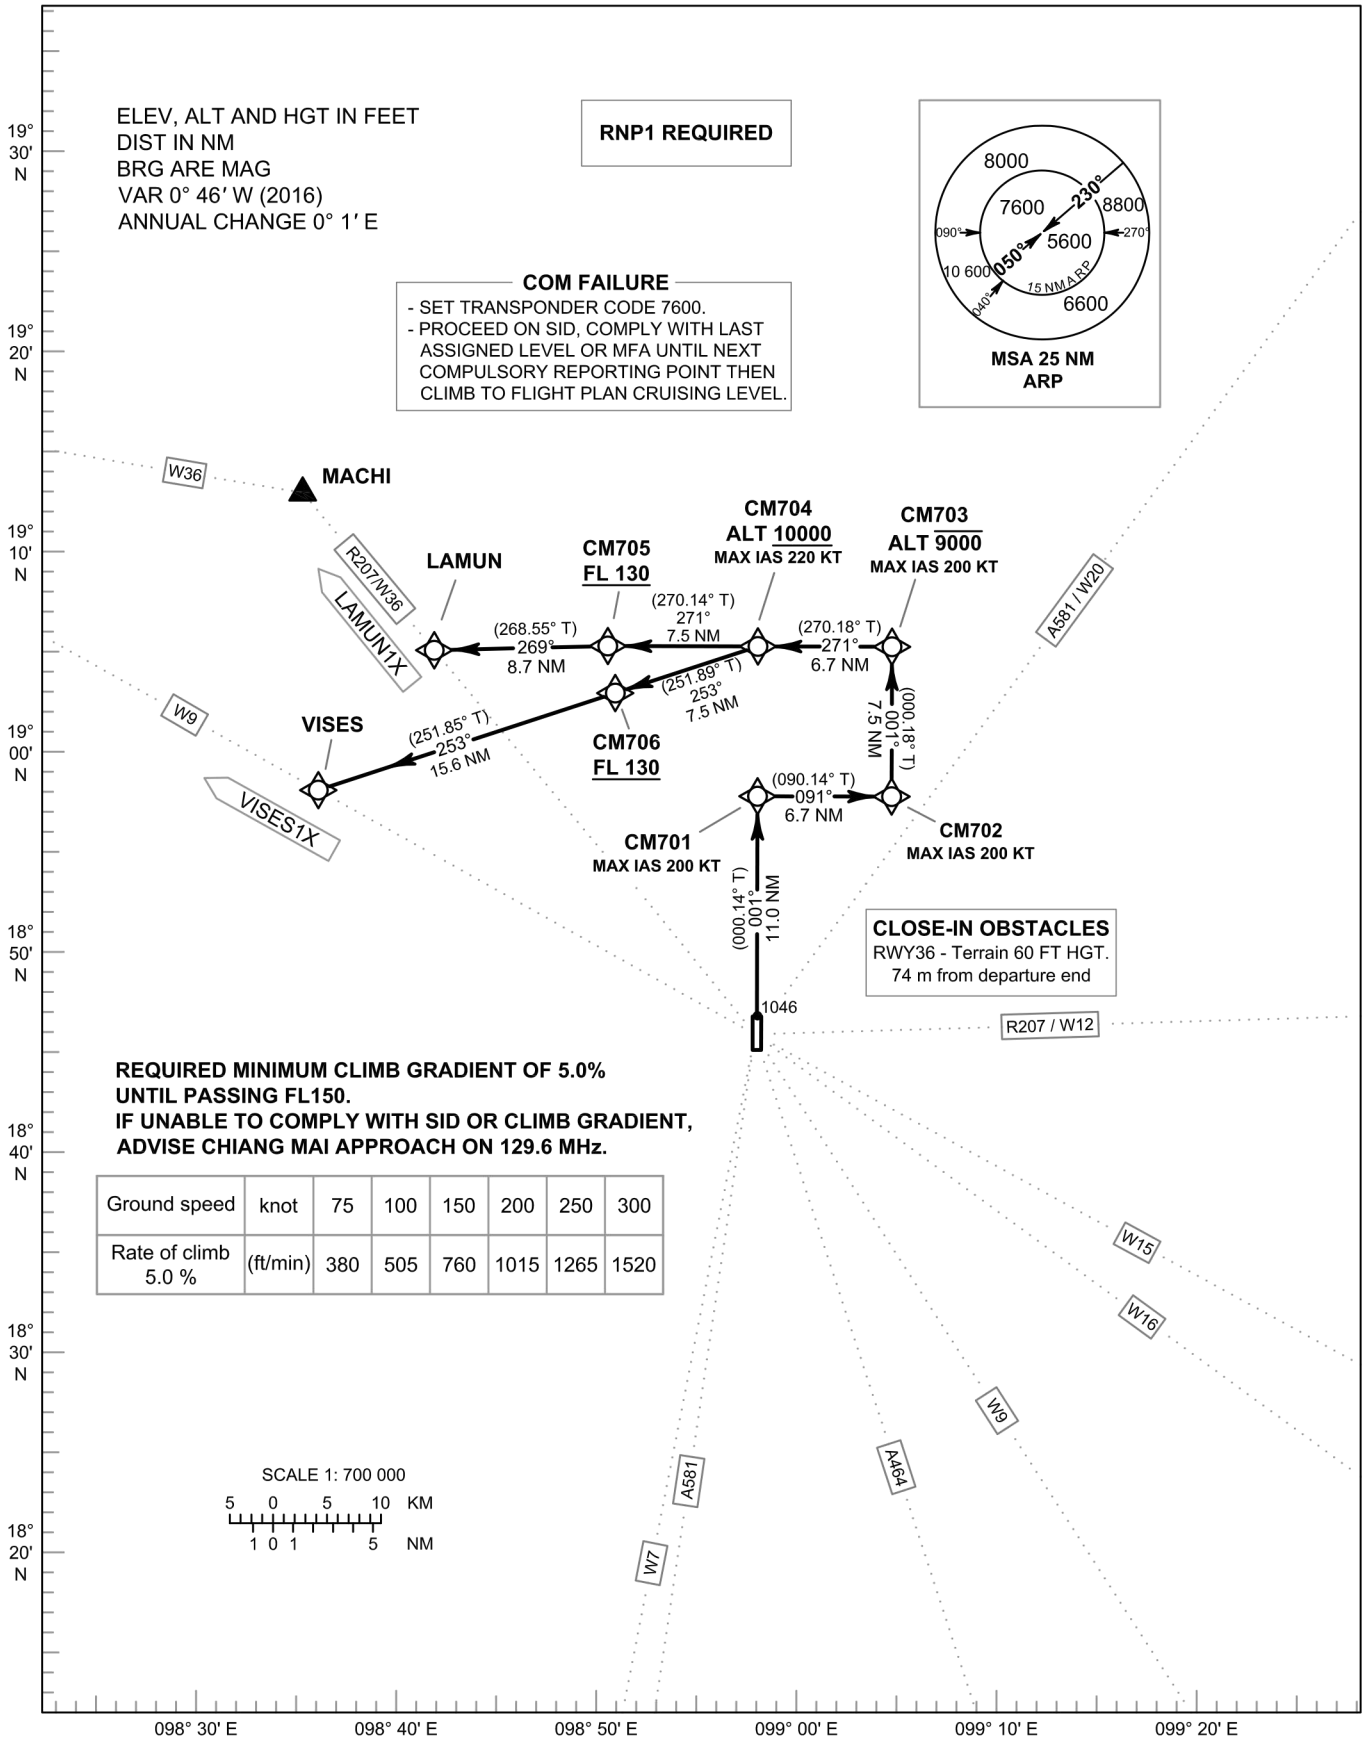 ELEV, ALT AND HGT IN FEET
DIST IN NM
BRG ARE MAG
VAR 0° 46′ W (2016)
ANNUAL CHANGE 0° 1′ E
RNP1 REQUIRED
8000
7600
230°
8800
090°
270°
5600
050°
10 600
15 NM ARP
040°
6600
MSA 25 NM
ARP
COM FAILURE
- SET TRANSPONDER CODE 7600.
- PROCEED ON SID, COMPLY WITH LAST
ASSIGNED LEVEL OR MFA UNTIL NEXT
COMPULSORY REPORTING POINT THEN
CLIMB TO FLIGHT PLAN CRUISING LEVEL.
19°
30'
N
19°
20'
N
19°
10'
N
19°
00'
N
18°
50'
N
18°
40'
N
18°
30'
N
18°
20'
N
W36
MACHI
R207/W36
LAMUN1X
LAMUN
CM705
FL 130
CM704
ALT 10000
MAX IAS 220 KT
CM703
ALT 9000
MAX IAS 200 KT
A581 / W20
(268.55° T)
269°
8.7 NM
(270.14° T)
271°
7.5 NM
(270.18° T)
271°
6.7 NM
(251.89° T)
253°
7.5 NM
(000.18° T)
001°
7.5 NM
W9
VISES
(251.85° T)
253°
15.6 NM
CM706
FL 130
VISES1X
(090.14° T)
091°
6.7 NM
CM701
MAX IAS 200 KT
CM702
MAX IAS 200 KT
(000.14° T)
001°
11.0 NM
CLOSE-IN OBSTACLES
RWY36 - Terrain 60 FT HGT.
74 m from departure end
1046
R207 / W12
REQUIRED MINIMUM CLIMB GRADIENT OF 5.0%
UNTIL PASSING FL150.
IF UNABLE TO COMPLY WITH SID OR CLIMB GRADIENT,
ADVISE CHIANG MAI APPROACH ON 129.6 MHz.
Ground speed knot 75 100 150 200 250 300
Rate of climb
5.0 % (ft/min) 380 505 760 1015 1265 1520
W15
W16
W9
A464
A581
W7
SCALE 1: 700 000
5 0 5 10 KM
1 0 1 5 NM
098° 30' E 098° 40' E 098° 50' E 099° 00' E 099° 10' E 099° 20' E